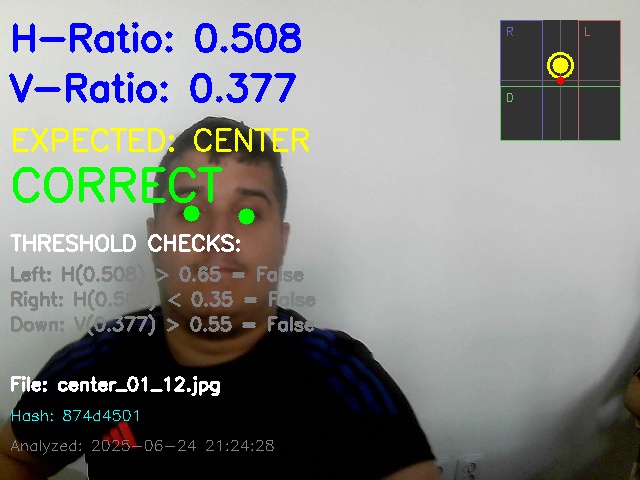 H-Ratio: 0.508
V-Ratio: 0.377
R
L
D
EXPECTED: CENTER
CORRECT
THRESHOLD CHECKS:
Left: H(0.508) > 0.65 = False
Right: H(0.508) < 0.35 = False
Down: V(0.377) > 0.55 = False
File: center_01_12.jpg
Hash: 874d4501
Analyzed: 2025-06-24 21:24:28